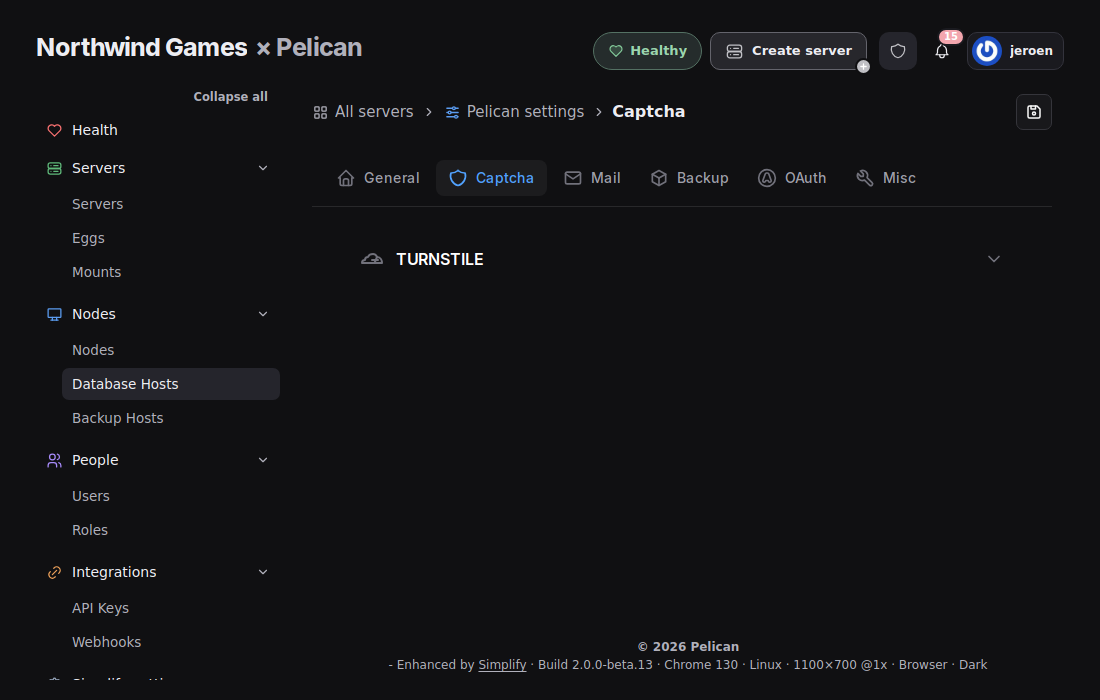 Northwind Games × Pelican
Healthy
Create server
15
jeroen
Collapse all
Health
Servers
Servers
Eggs
Mounts
Nodes
Nodes
Database Hosts
Backup Hosts
People
Users
Roles
Integrations
API Keys
Webhooks
All servers
Pelican settings
Captcha
General
Captcha
Mail
Backup
OAuth
Misc
TURNSTILE
© 2026 Pelican
- Enhanced by Simplify · Build 2.0.0-beta.13 · Chrome 130 · Linux · 1100×700 @1x · Browser · Dark